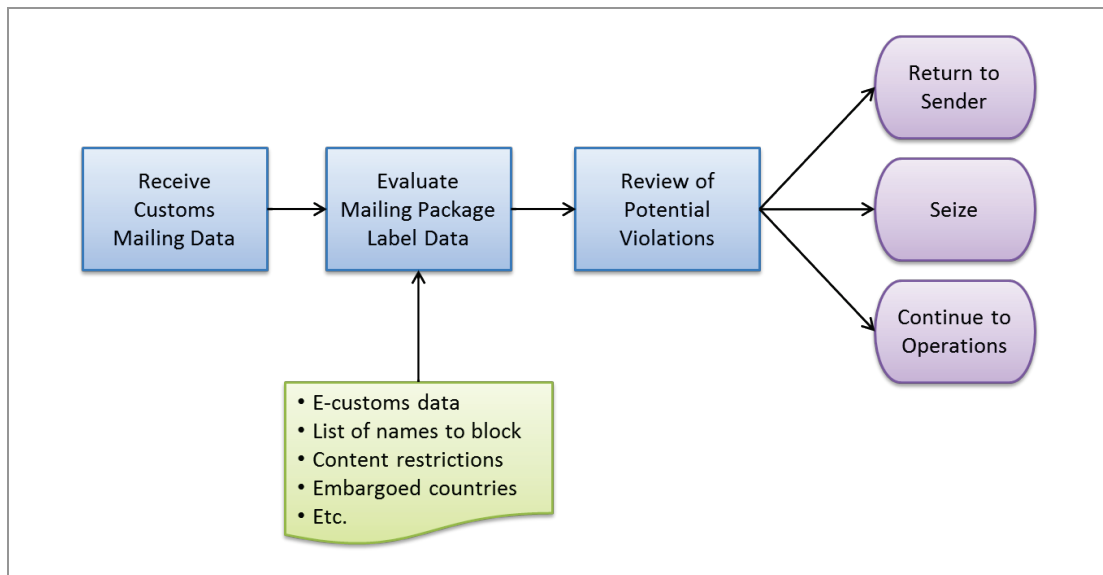 Receive
Customs
Mailing Data
Evaluate
Mailing Package
Label Data
Review of
Potential
Violations
Return to
Sender
Seize
Continue to
Operations
• E-customs data
• List of names to block
• Content restrictions
• Embargoed countries
• Etc.